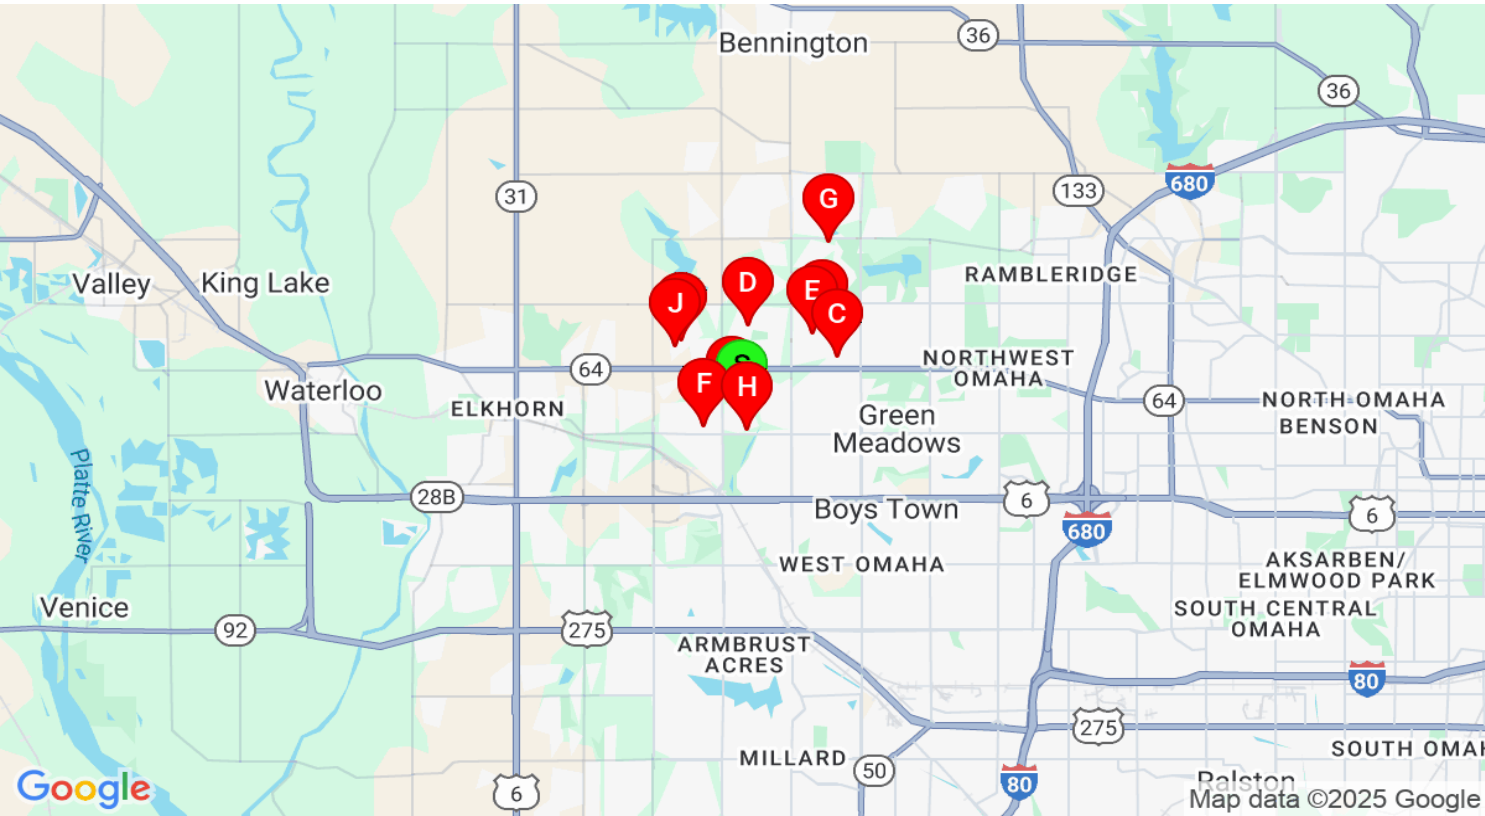 Bennington
36
36
680
133
31
G
RAMBLERIDGE
Valley
King Lake
D
E
J
C
S
64
NORTHWEST
OMAHA
F
H
Waterloo
ELKHORN
64
NORTH OMAHA
BENSON
Green
Meadows
Platte River
28B
6
Boys Town
680
6
WEST OMAHA
AKSARBEN/
ELMWOOD PARK
Venice
92
275
SOUTH CENTRAL
OMAHA
ARMBRUST
ACRES
80
275
MILLARD
50
SOUTH OMAH
80
Ralston
6
Google
Map data ©2025 Google